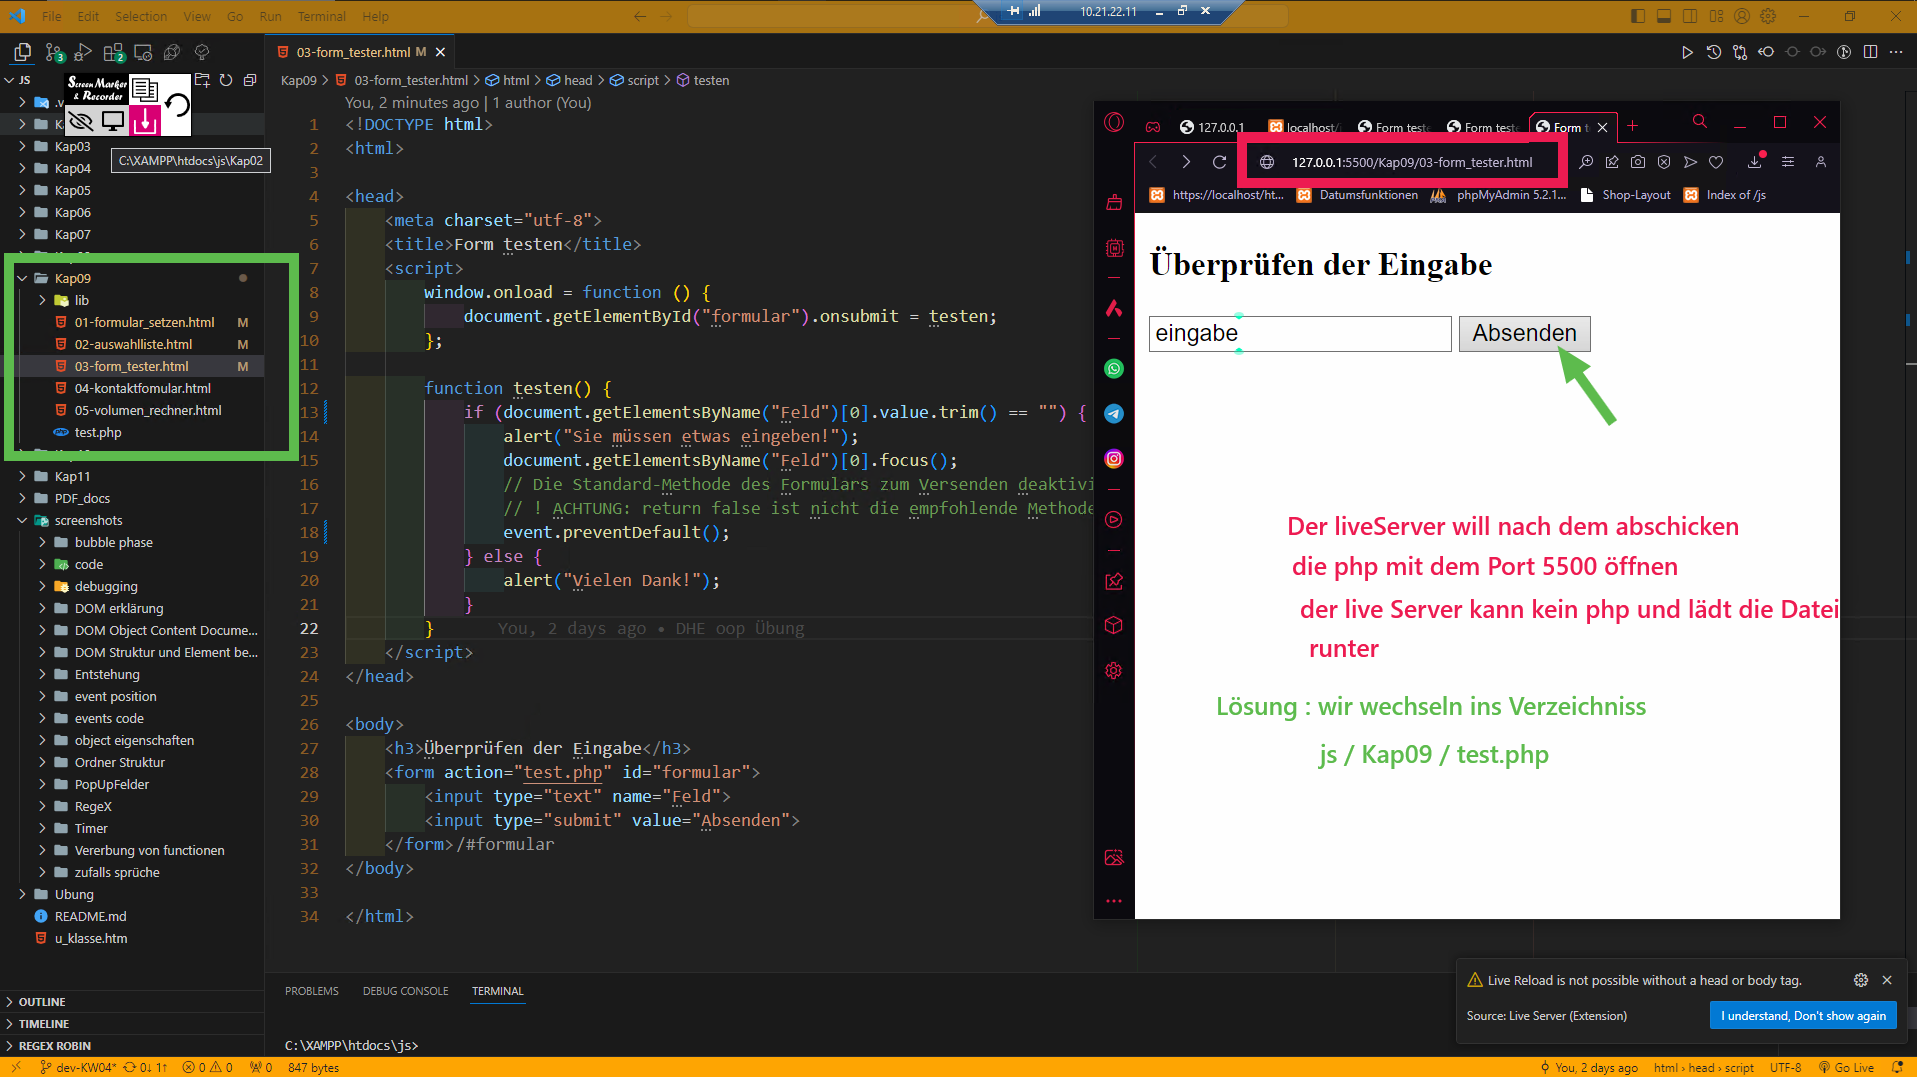 File Edit Selection View Go Run Terminal Help
10.21.22.11
3
2
03-form_tester.html M
JS
Screen Marker & Recorder
Kap09 > 03-form_tester.html > html > head > script > testen
C:\XAMPP\htdocs\js\Kap02
Kap03
Kap04
Kap05
Kap06
Kap07
Kap09
lib
01-formular_setzen.html M
02-auswahlliste.html M
03-form_tester.html M
04-kontaktfomular.html
05-volumen_rechner.html
test.php
Kap11
PDF_docs
screenshots
bubble phase
code
debugging
DOM erklärung
DOM Object Content Docume...
DOM Struktur und Element be...
Entstehung
event position
events code
object eigenschaften
Ordner Struktur
PopUpFelder
RegeX
Timer
Vererbung von functionen
zufalls sprüche
Ubung
README.md
u_klasse.htm
OUTLINE
TIMELINE
REGEX ROBIN
You, 2 minutes ago | 1 author (You)
1 <!DOCTYPE html>
2 <html>
3
4 <head>
5 <meta charset="utf-8">
6 <title>Form testen</title>
7 <script>
8 window.onload = function () {
9 document.getElementById("formular").onsubmit = testen;
10 };
11
12 function testen() {
13 if (document.getElementsByName("Feld")[0].value.trim() == "") {
14 alert("Sie müssen etwas eingeben!");
15 document.getElementsByName("Feld")[0].focus();
16 // Die Standard-Methode des Formulars zum Versenden deaktivi
17 // ! ACHTUNG: return false ist nicht die empfohlende Methode
18 event.preventDefault();
19 } else {
20 alert("Vielen Dank!");
21 }
22 } You, 2 days ago • DHE oop Übung
23 </script>
24 </head>
25
26 <body>
27 <h3>Überprüfen der Eingabe</h3>
28 <form action="test.php" id="formular">
29 <input type="text" name="Feld">
30 <input type="submit" value="Absenden">
31 </form>/#formular
32 </body>
33
34 </html>
127.0.0.1 localhost/ Form teste Form teste Form t
127.0.0.1:5500/Kap09/03-form_tester.html
https://localhost/ht... Datumsfunktionen phpMyAdmin 5.2.1... Shop-Layout Index of /js
Überprüfen der Eingabe
eingabe Absenden
Der liveServer will nach dem abschicken
die php mit dem Port 5500 öffnen
der live Server kann kein php und lädt die Datei
runter
Lösung : wir wechseln ins Verzeichniss
js / Kap09 / test.php
PROBLEMS DEBUG CONSOLE TERMINAL
C:\XAMPP\htdocs\js>
Live Reload is not possible without a head or body tag.
Source: Live Server (Extension)
I understand, Don't show again
dev-KW04* 0↓ 1↑ 0 0 0 847 bytes
You, 2 days ago html › head › script UTF-8 Go Live